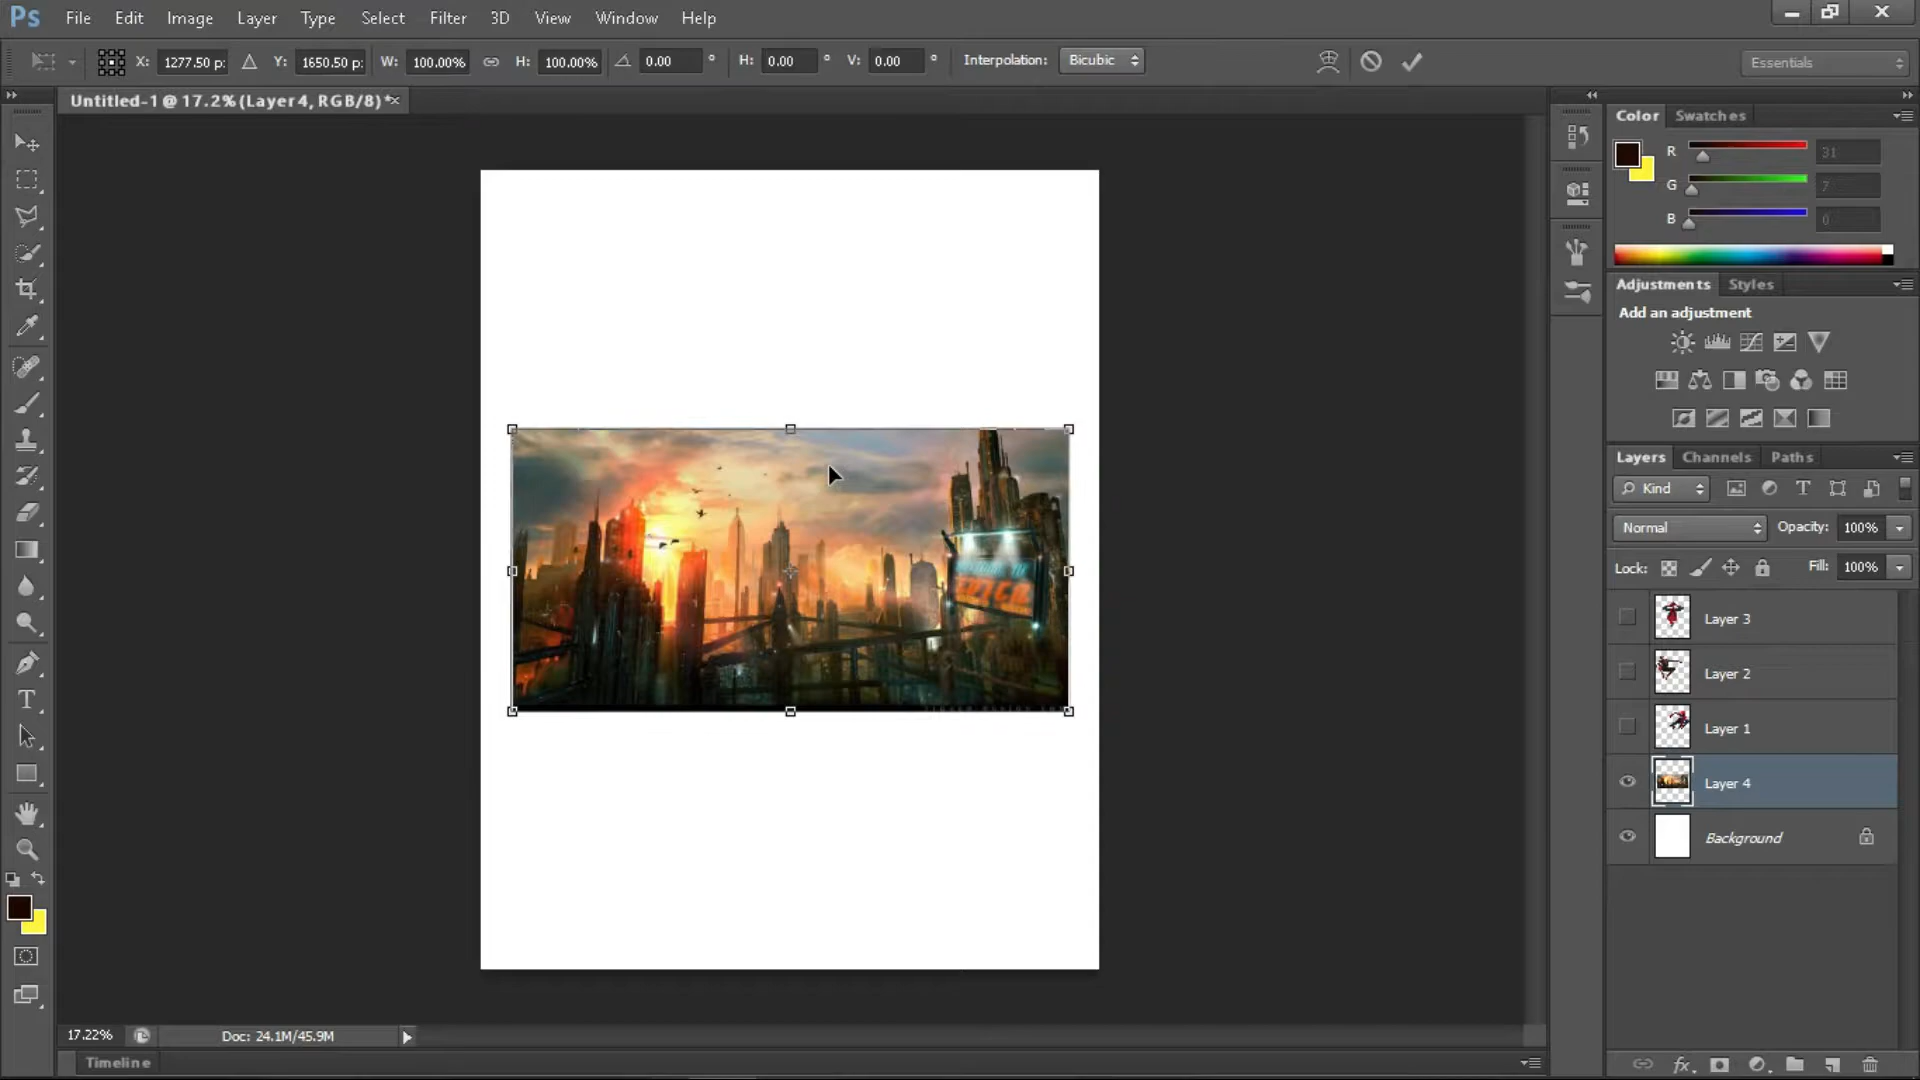 Ps File Edit Image Layer Type Select Filter 3D View Window Help
X: 1277.50 p: Y: 1650.50 p: W: 100.00% H: 100.00% 0.00 ° H: 0.00 ° V: 0.00 ° Interpolation: Bicubic Essentials
Untitled-1 @ 17.2% (Layer 4, RGB/8) *
Color Swatches
R 31
G 7
B 0
Adjustments Styles
Add an adjustment
Layers Channels Paths
Kind
Normal Opacity: 100%
Lock: Fill: 100%
Layer 3
Layer 2
Layer 1
Layer 4
Background
17.22% Doc: 24.1M/45.9M
Timeline